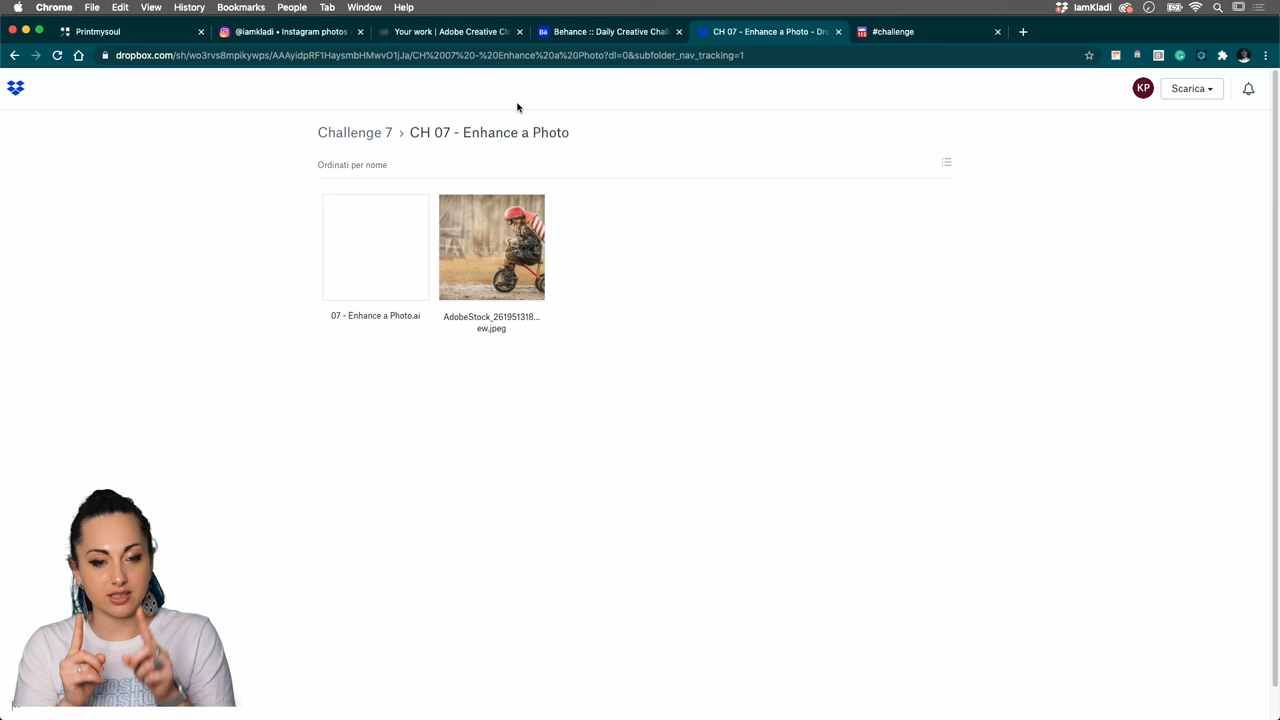 Chrome File Edit View History Bookmarks People Tab Window Help IamKladi
Printmysoul
@iamkladi • Instagram photos
Your work | Adobe Creative Clo
Behance :: Daily Creative Chall
CH 07 - Enhance a Photo - Dro
#challenge
dropbox.com/sh/wo3rvs8mpikywps/AAAyidpRF1HaysmbHMwvO1jJa/CH%2007%20-%20Enhance%20a%20Photo?dl=0&subfolder_nav_tracking=1
KP
Scarica
Challenge 7 › CH 07 - Enhance a Photo
Ordinati per nome
07 - Enhance a Photo.ai
AdobeStock_261951318...
ew.jpeg